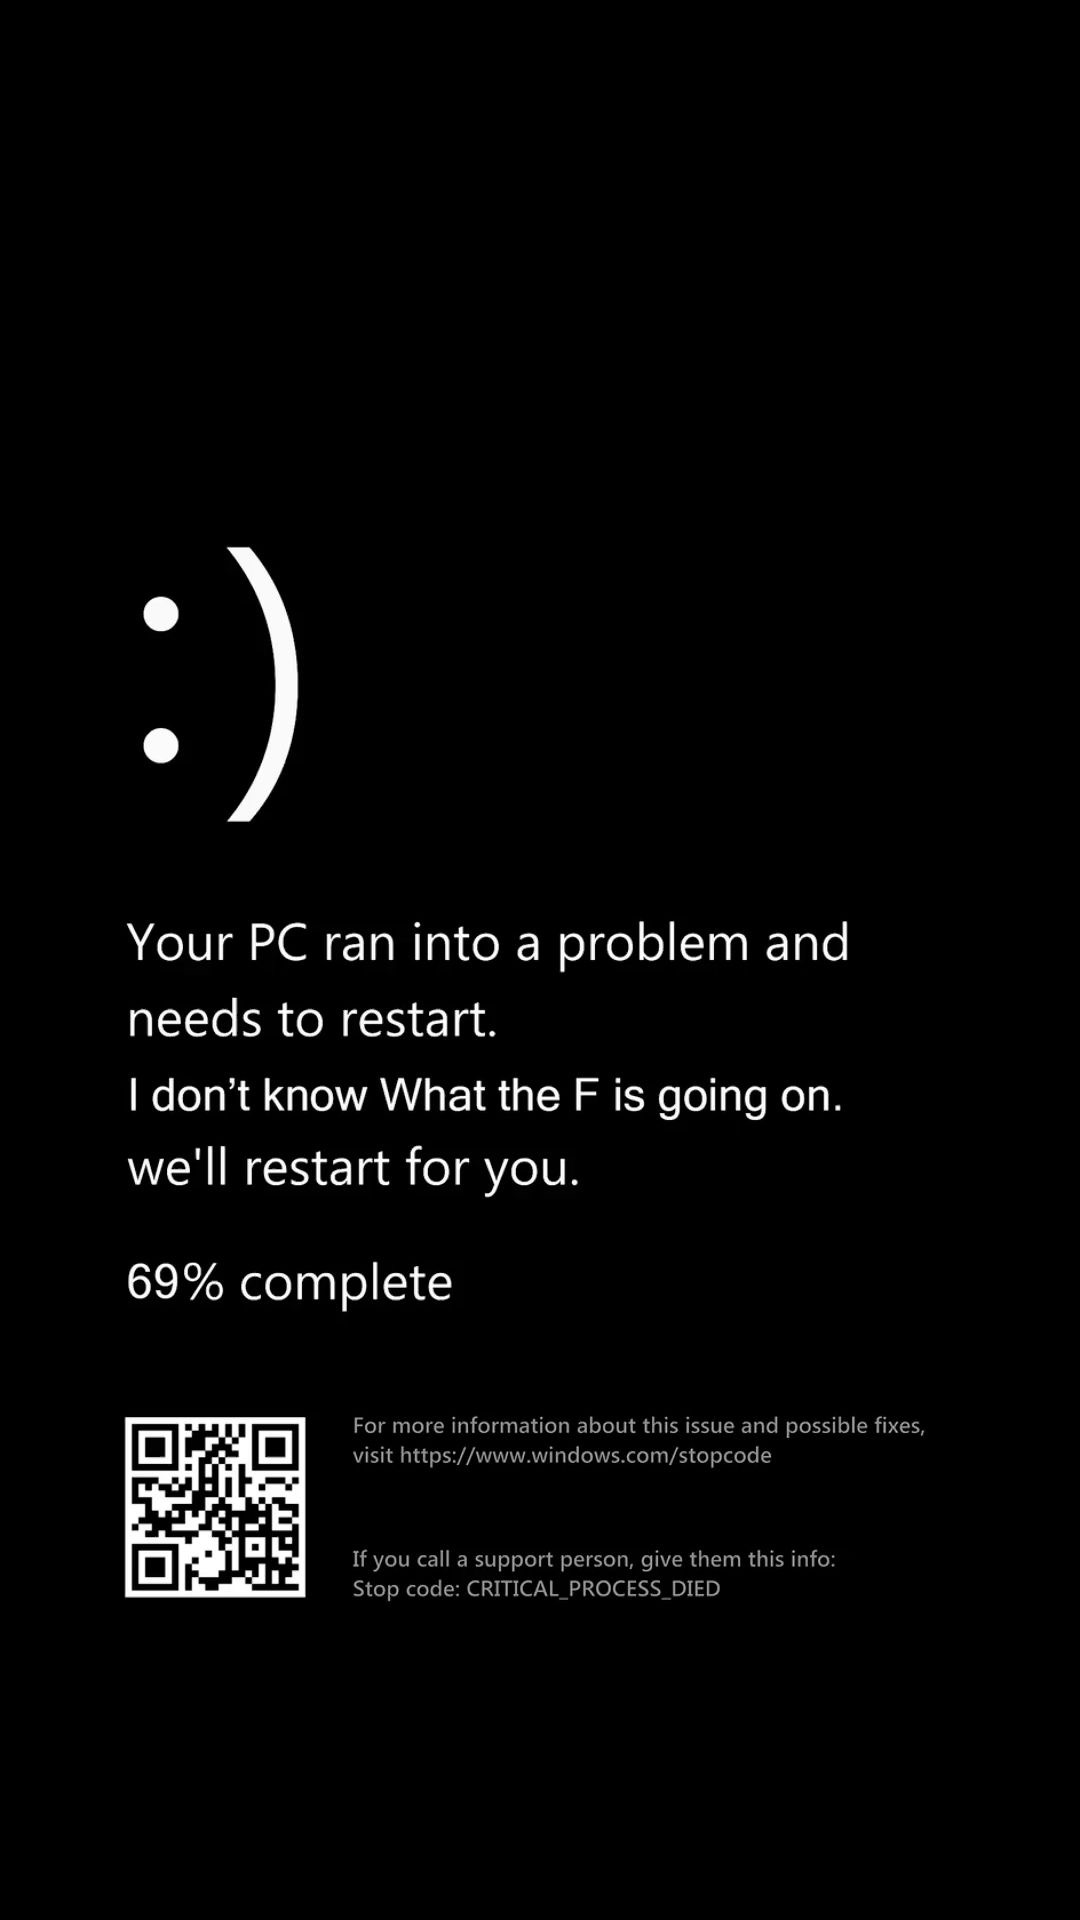 :)
Your PC ran into a problem and
needs to restart.
I don’t know What the F is going on.
we'll restart for you.
69% complete
For more information about this issue and possible fixes,
visit https://www.windows.com/stopcode
If you call a support person, give them this info:
Stop code: CRITICAL_PROCESS_DIED